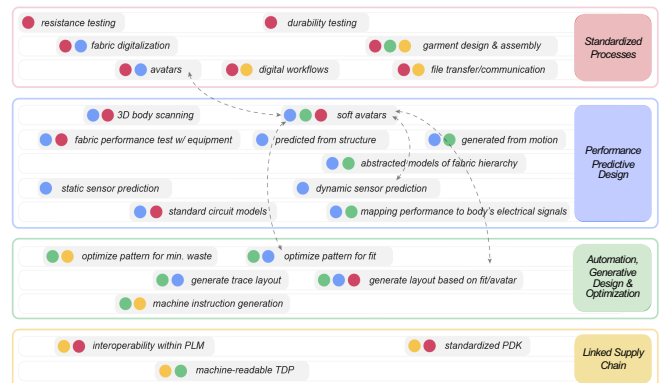 resistance testing
durability testing
fabric digitalization
garment design & assembly
avatars
digital workflows
file transfer/communication
Standardized
Processes
3D body scanning
soft avatars
fabric performance test w/ equipment
predicted from structure
generated from motion
abstracted models of fabric hierarchy
static sensor prediction
dynamic sensor prediction
standard circuit models
mapping performance to body's electrical signals
Performance
Predictive
Design
optimize pattern for min. waste
optimize pattern for fit
generate trace layout
generate layout based on fit/avatar
machine instruction generation
Automation,
Generative
Design &
Optimization
interoperability within PLM
standardized PDK
machine-readable TDP
Linked Supply
Chain